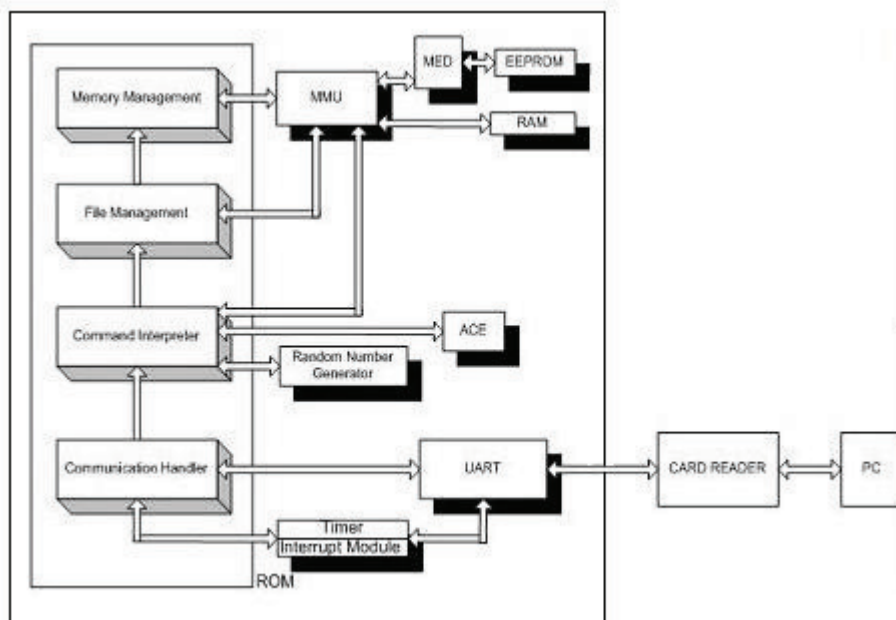 Memory Management
MMU
MED
EEPROM
RAM
File Management
Command Interpreter
ACE
Random Number
Generator
Communication Handler
UART
CARD READER
PC
Timer
Interrupt Module
ROM